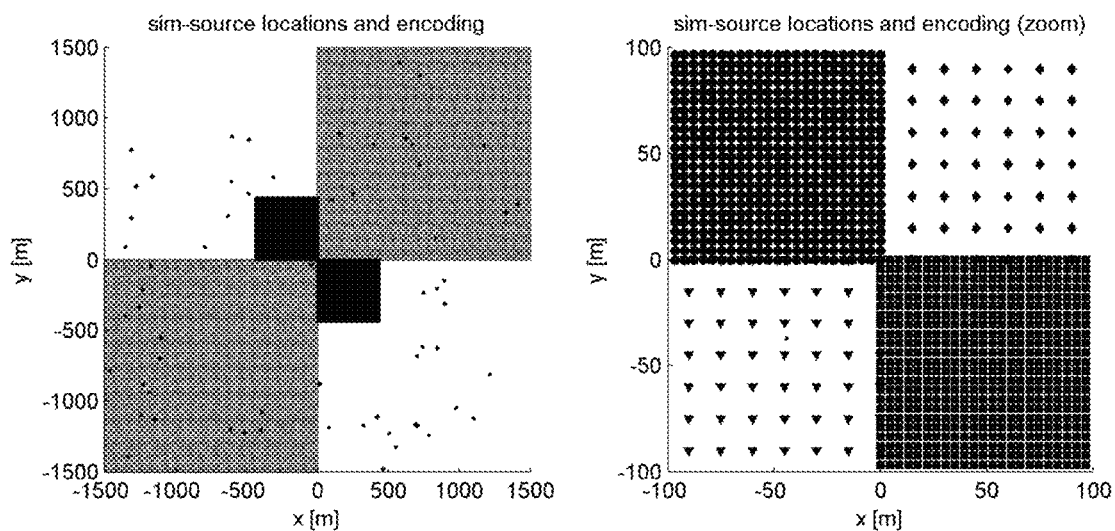 sim-source locations and encoding
1500
1000
500
0
-500
-1000
-1500
y [m]
-1500 -1000 -500 0 500 1000 1500
x [m]
sim-source locations and encoding (zoom)
100
50
0
-50
-100
y [m]
-100 -50 0 50 100
x [m]